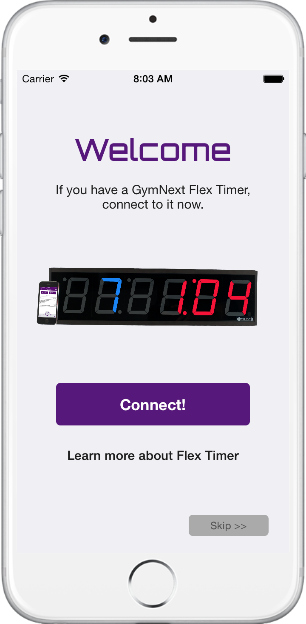 Carrier
8:03 AM
Welcome
If you have a GymNext Flex Timer,
connect to it now.
7 1:04
Connect!
Learn more about Flex Timer
Skip >>